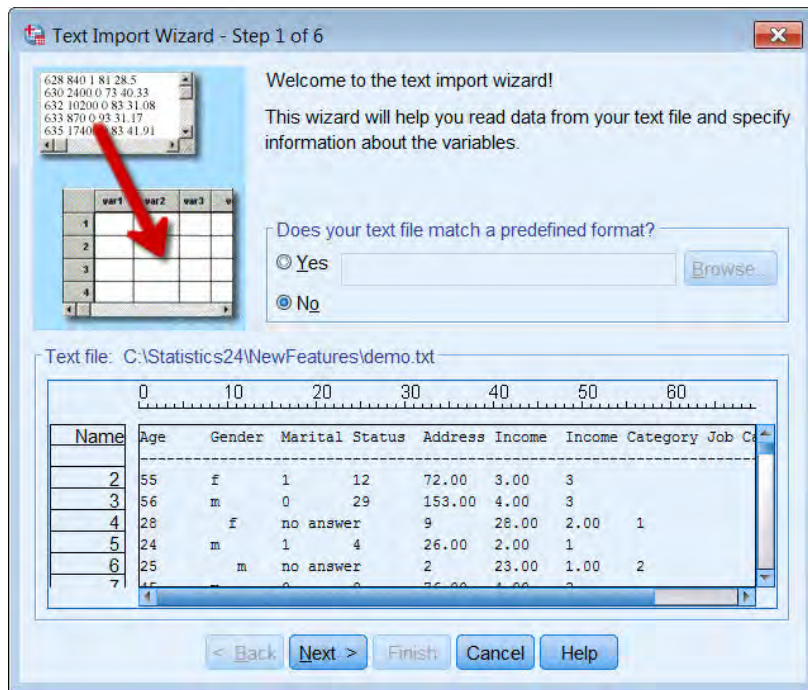 Text Import Wizard - Step 1 of 6
628 840 1 81 28.5
630 2400 0 73 40.33
632 10200 0 83 31.08
633 870 0 93 31.17
635 1740 83 41.91
var1 var2 var3
1
2
3
4
Welcome to the text import wizard!
This wizard will help you read data from your text file and specify
information about the variables.
Does your text file match a predefined format?
Yes
Browse...
No
Text file: C:\Statistics24\NewFeatures\demo.txt
0 10 20 30 40 50 60
Name Age Gender Marital Status Address Income Income Category Job Ca
2 55 f 1 12 72.00 3.00 3
3 56 m 0 29 153.00 4.00 3
4 28 f no answer 9 28.00 2.00 1
5 24 m 1 4 26.00 2.00 1
6 25 m no answer 2 23.00 1.00 2
7
< Back Next > Finish Cancel Help